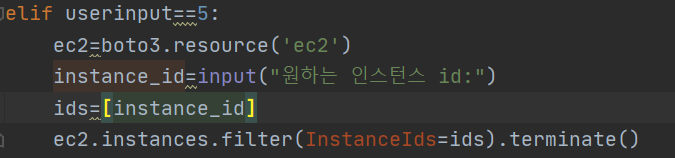 elif userinput==5:
    ec2=boto3.resource('ec2')
    instance_id=input("원하는 인스턴스 id:")
    ids=[instance_id]
    ec2.instances.filter(InstanceIds=ids).terminate()